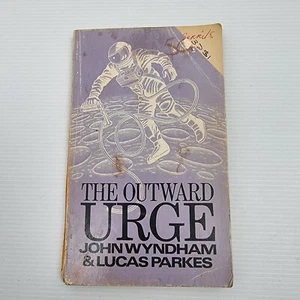 THE OUTWARD
URGE
JOHN WYNDHAM
& LUCAS PARKES